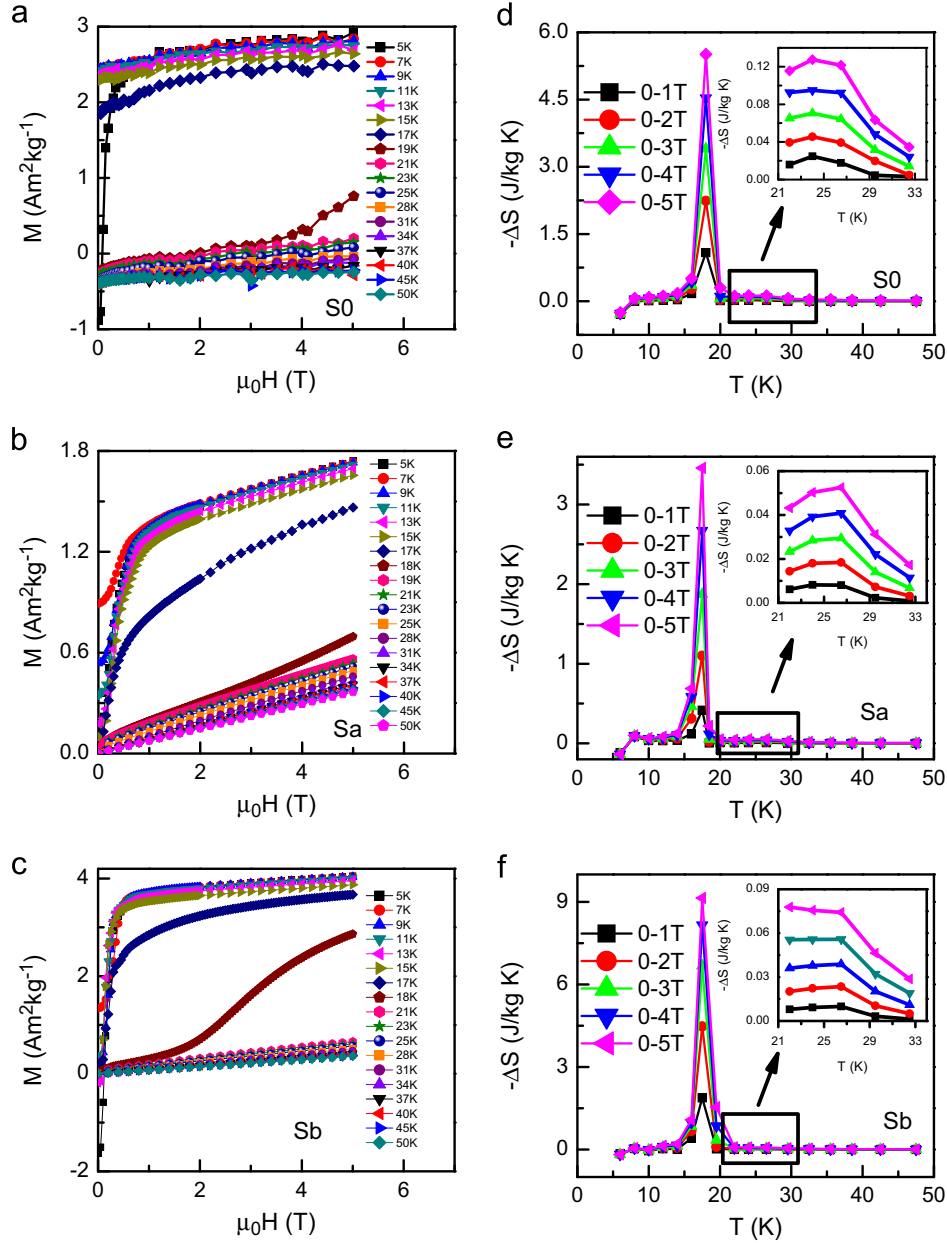 a
M (Am²kg⁻¹)
3
2
1
0
-1
0
2
4
6
μ₀H (T)
5K
7K
9K
11K
13K
15K
17K
19K
21K
23K
25K
28K
31K
34K
37K
40K
45K
50K
S0
d
-ΔS (J/kg K)
6.0
4.5
3.0
1.5
0.0
0
10
20
30
40
50
T (K)
0-1T
0-2T
0-3T
0-4T
0-5T
S0
-ΔS (J/kg K)
0.12
0.08
0.04
0.00
21
25
29
33
T (K)
b
M (Am²kg⁻¹)
1.8
1.2
0.6
0.0
0
2
4
6
μ₀H (T)
5K
7K
9K
11K
13K
15K
17K
18K
19K
21K
23K
25K
28K
31K
34K
37K
40K
45K
50K
Sa
e
-ΔS (J/kg K)
3
2
1
0
0
10
20
30
40
50
T (K)
0-1T
0-2T
0-3T
0-4T
0-5T
Sa
-ΔS (J/kg K)
0.06
0.04
0.02
0.00
21
25
29
33
T (K)
c
M (Am²kg⁻¹)
4
2
0
-2
0
2
4
6
μ₀H (T)
5K
7K
9K
11K
13K
15K
17K
18K
21K
23K
25K
28K
31K
34K
37K
40K
45K
50K
Sb
f
-ΔS (J/kg K)
9
6
3
0
0
10
20
30
40
50
T (K)
0-1T
0-2T
0-3T
0-4T
0-5T
Sb
-ΔS (J/kg K)
0.09
0.06
0.03
0.00
21
25
29
33
T (K)